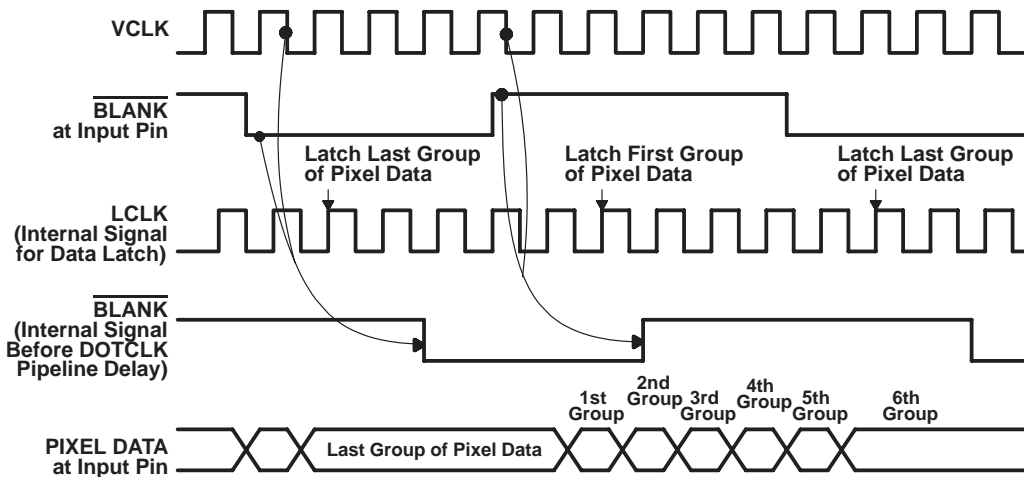 VCLK
BLANK
at Input Pin
Latch Last Group
of Pixel Data
Latch First Group
of Pixel Data
Latch Last Group
of Pixel Data
LCLK
(Internal Signal
for Data Latch)
BLANK
(Internal Signal
Before DOTCLK
Pipeline Delay)
1st
Group
2nd
Group
3rd
Group
4th
Group
5th
Group
6th
Group
PIXEL DATA
at Input Pin
Last Group of Pixel Data